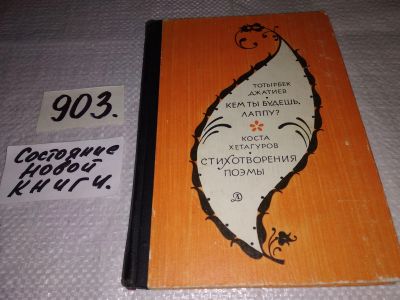 903.
Состояние
новой
книги.
ТОТЫРБЕК
ДЖАТИЕВ
КЕМ ТЫ БУДЕШЬ,
ЛАППУ?
КОСТА
ХЕТАГУРОВ
СТИХОТВОРЕНИЯ
ПОЭМЫ